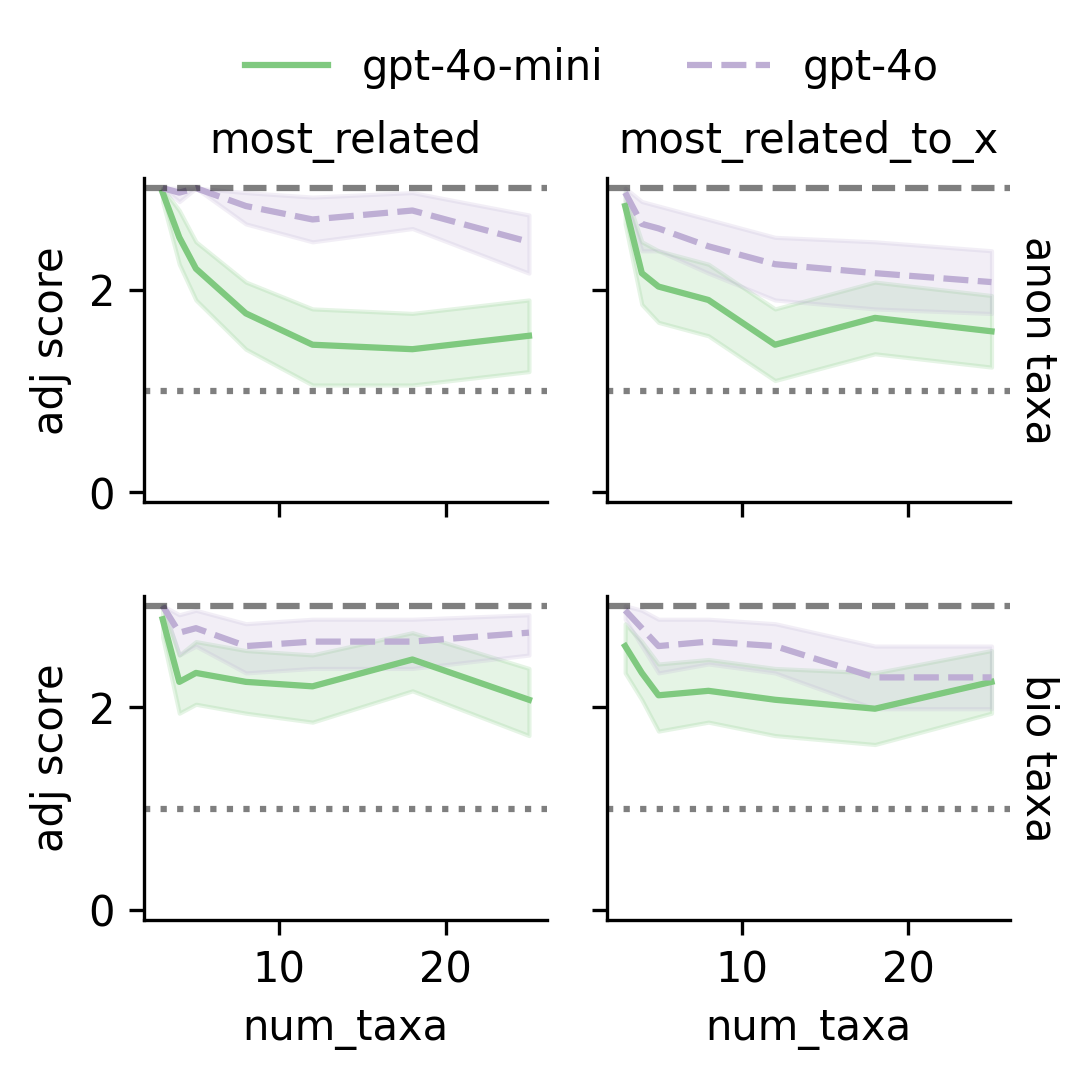 gpt-4o-mini gpt-4o
most_related most_related_to_x
adj score
2
0
anon taxa
adj score
2
0
bio taxa
10 20 10 20
num_taxa num_taxa